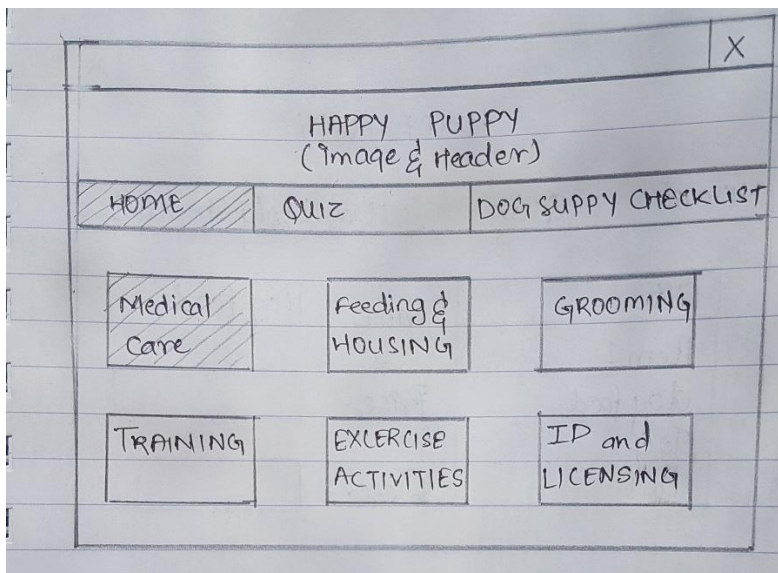 X
HAPPY PUPPY
(Image & Header)
HOME QUIZ DOG SUPPY CHECKLIST
Medical Care
Feeding & HOUSING
GROOMING
TRAINING
EXCERCISE ACTIVITIES
ID and LICENSING